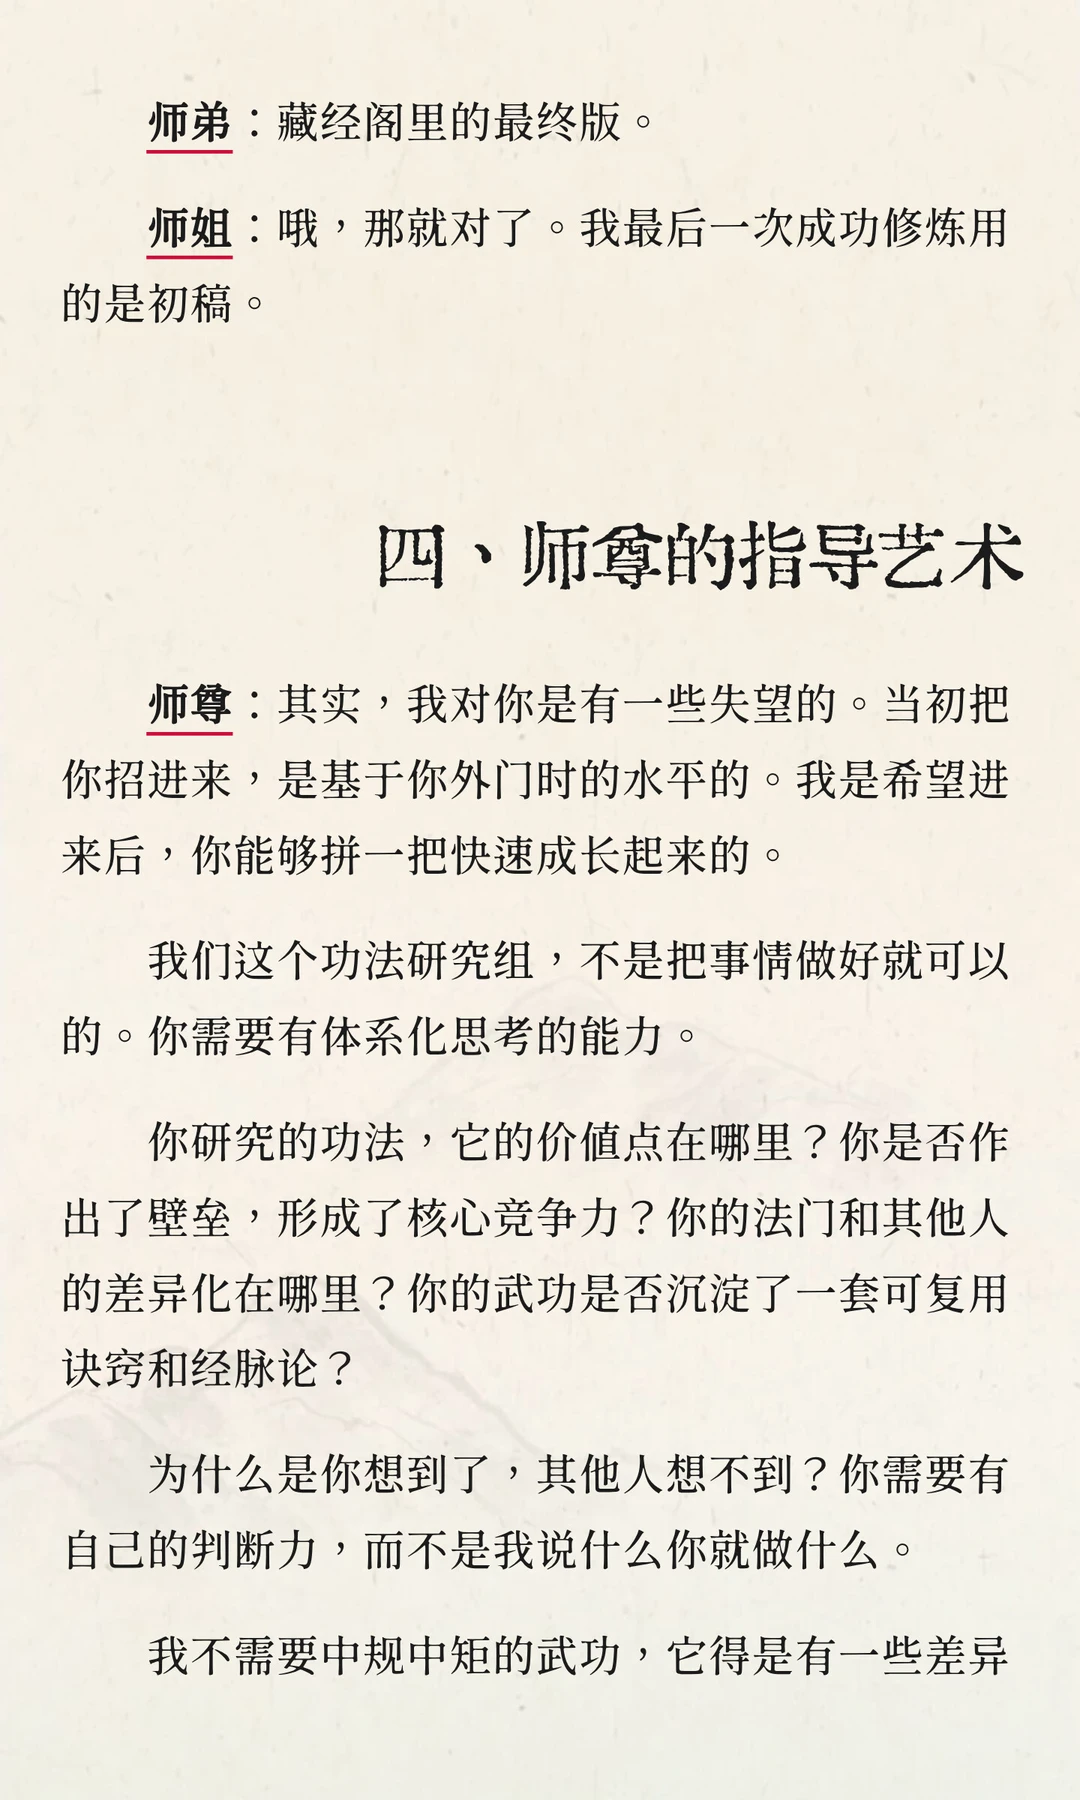 师弟：藏经阁里的最终版。
师姐：哦，那就对了。我最后一次成功修炼用
的是初稿。
四、师尊的指导艺术
师尊：其实，我对你是有一些失望的。当初把
你招进来，是基于你外门时的水平的。我是希望进
来后，你能够拼一把快速成长起来的。
我们这个功法研究组，不是把事情做好就可以
的。你需要有体系化思考的能力。
你研究的功法，它的价值点在哪里？你是否作
出了壁垒，形成了核心竞争力？你的法门和其他人
的差异化在哪里？你的武功是否沉淀了一套可复用
诀窍和经脉论？
为什么是你想到了，其他人想不到？你需要有
自己的判断力，而不是我说什么你就做什么。
我不需要中规中矩的武功，它得是有一些差异